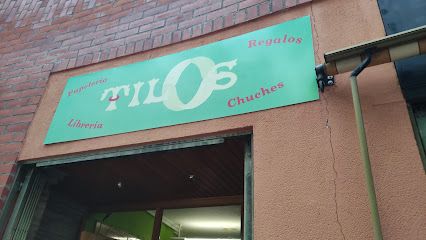 Papelería
Regalos
TILOS
Librería
Chuches